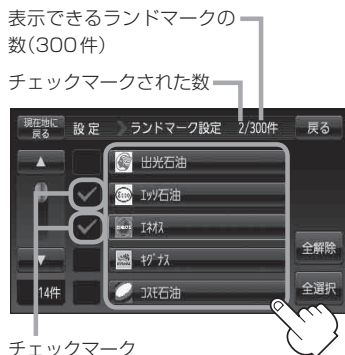 表示できるランドマークの
数（300件）
チェックマークされた数
現在地に
戻る
設定 ランドマーク設定 2/300件 戻る
出光石油
Esso エッソ石油
エネオス
キグナス
コスモ石油
全解除
全選択
14件
チェックマーク